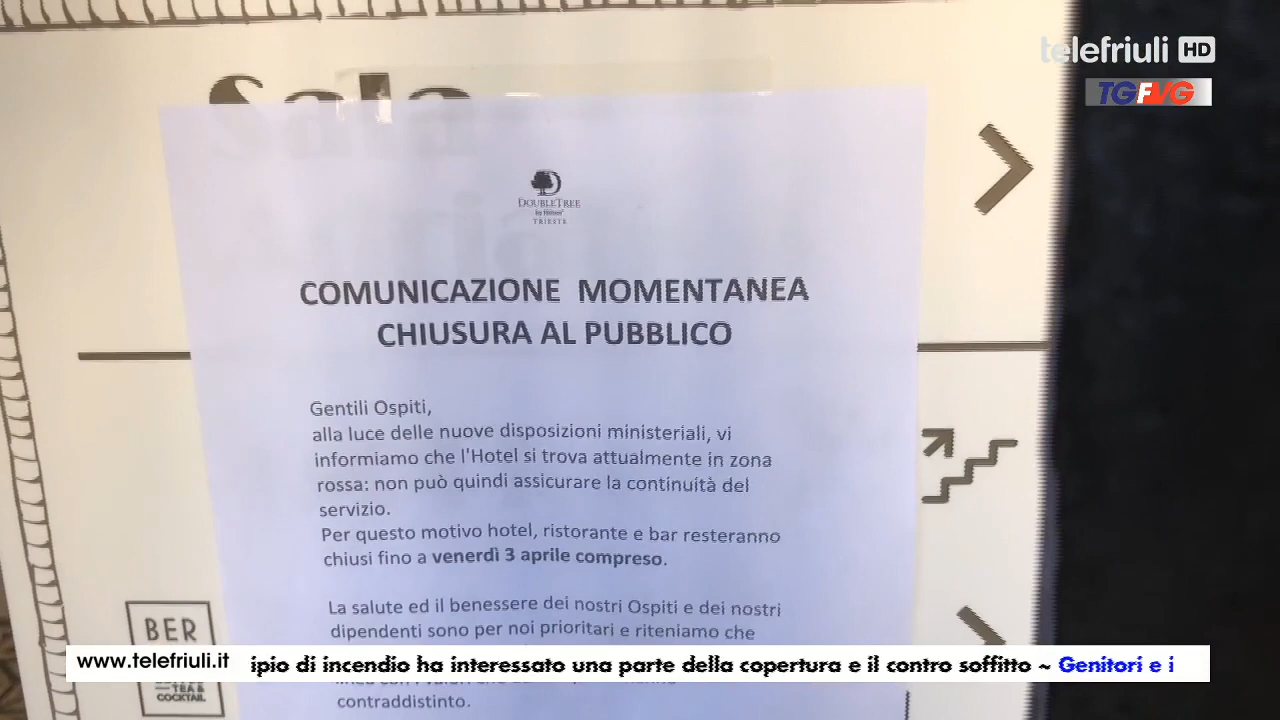 telefriuli HD
TGFVG
Sala
DOUBLETREE
by Hilton
TRIESTE
COMUNICAZIONE MOMENTANEA
CHIUSURA AL PUBBLICO
Gentili Ospiti,
alla luce delle nuove disposizioni ministeriali, vi
informiamo che l'Hotel si trova attualmente in zona
rossa: non può quindi assicurare la continuità del
servizio.
Per questo motivo hotel, ristorante e bar resteranno
chiusi fino a venerdì 3 aprile compreso.
La salute ed il benessere dei nostri Ospiti e dei nostri
dipendenti sono per noi prioritari e riteniamo che
contraddistinto.
BER
TEA &
COCKTAIL
www.telefriuli.it ipio di incendio ha interessato una parte della copertura e il contro soffitto ~ Genitori e i